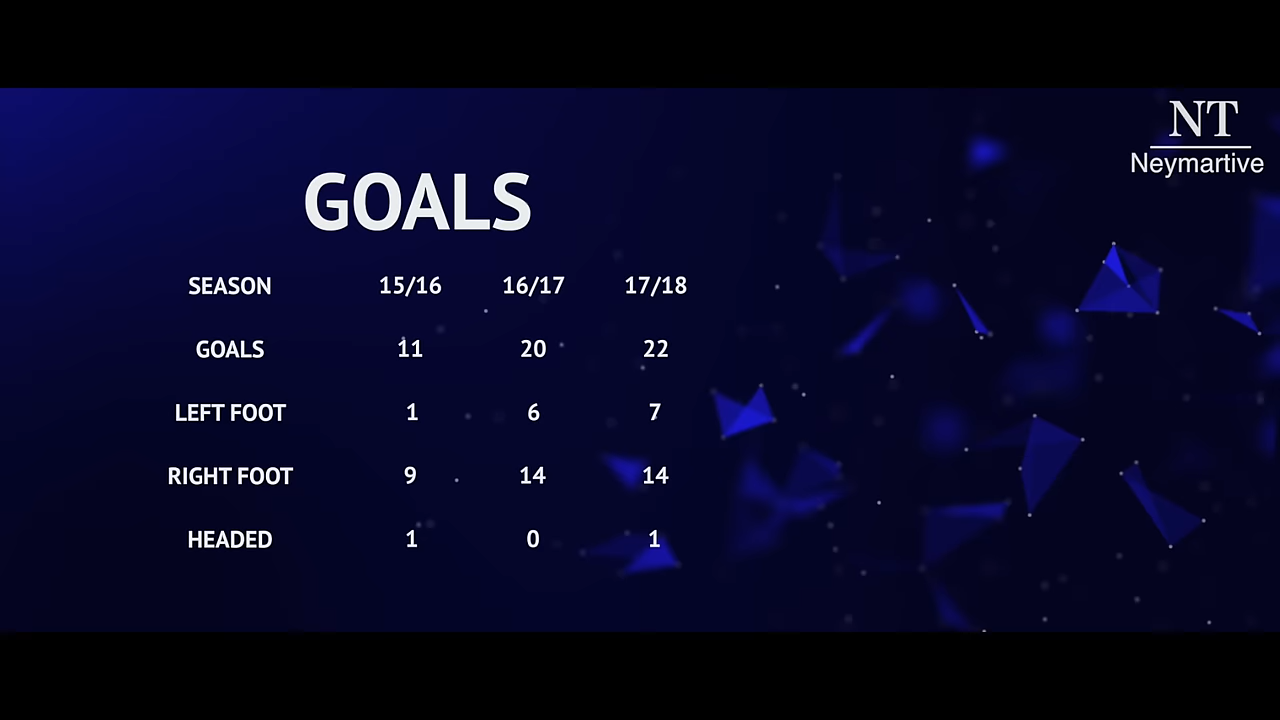 NT
Neymartive
GOALS
SEASON 15/16 16/17 17/18
GOALS 11 20 22
LEFT FOOT 1 6 7
RIGHT FOOT 9 14 14
HEADED 1 0 1